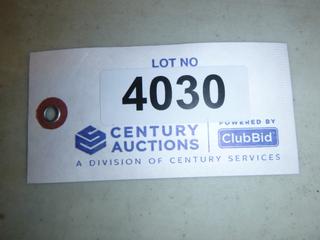 LOT NO
4030
CENTURY AUCTIONS
POWERED BY
ClubBid
A DIVISION OF CENTURY SERVICES